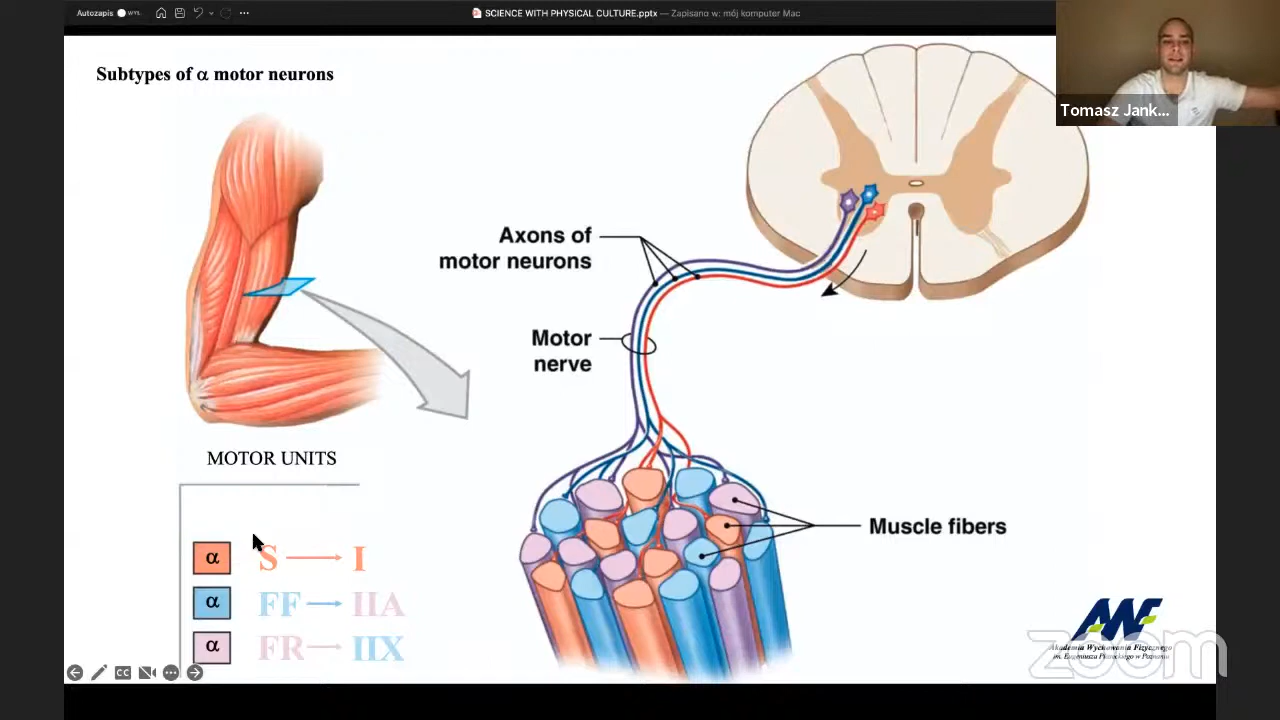 Autozapis WYŁ.
SCIENCE WITH PHYSICAL CULTURE.pptx — Zapisano w: mój komputer Mac
Tomasz Jank...
Subtypes of α motor neurons
Axons of
motor neurons
Motor
nerve
MOTOR UNITS
Muscle fibers
α S I
α FF IIA
α FR IIX
CC
AWF
Akademia Wychowania Fizycznego
im. Eugeniusza Piaseckiego w Poznaniu
zoom